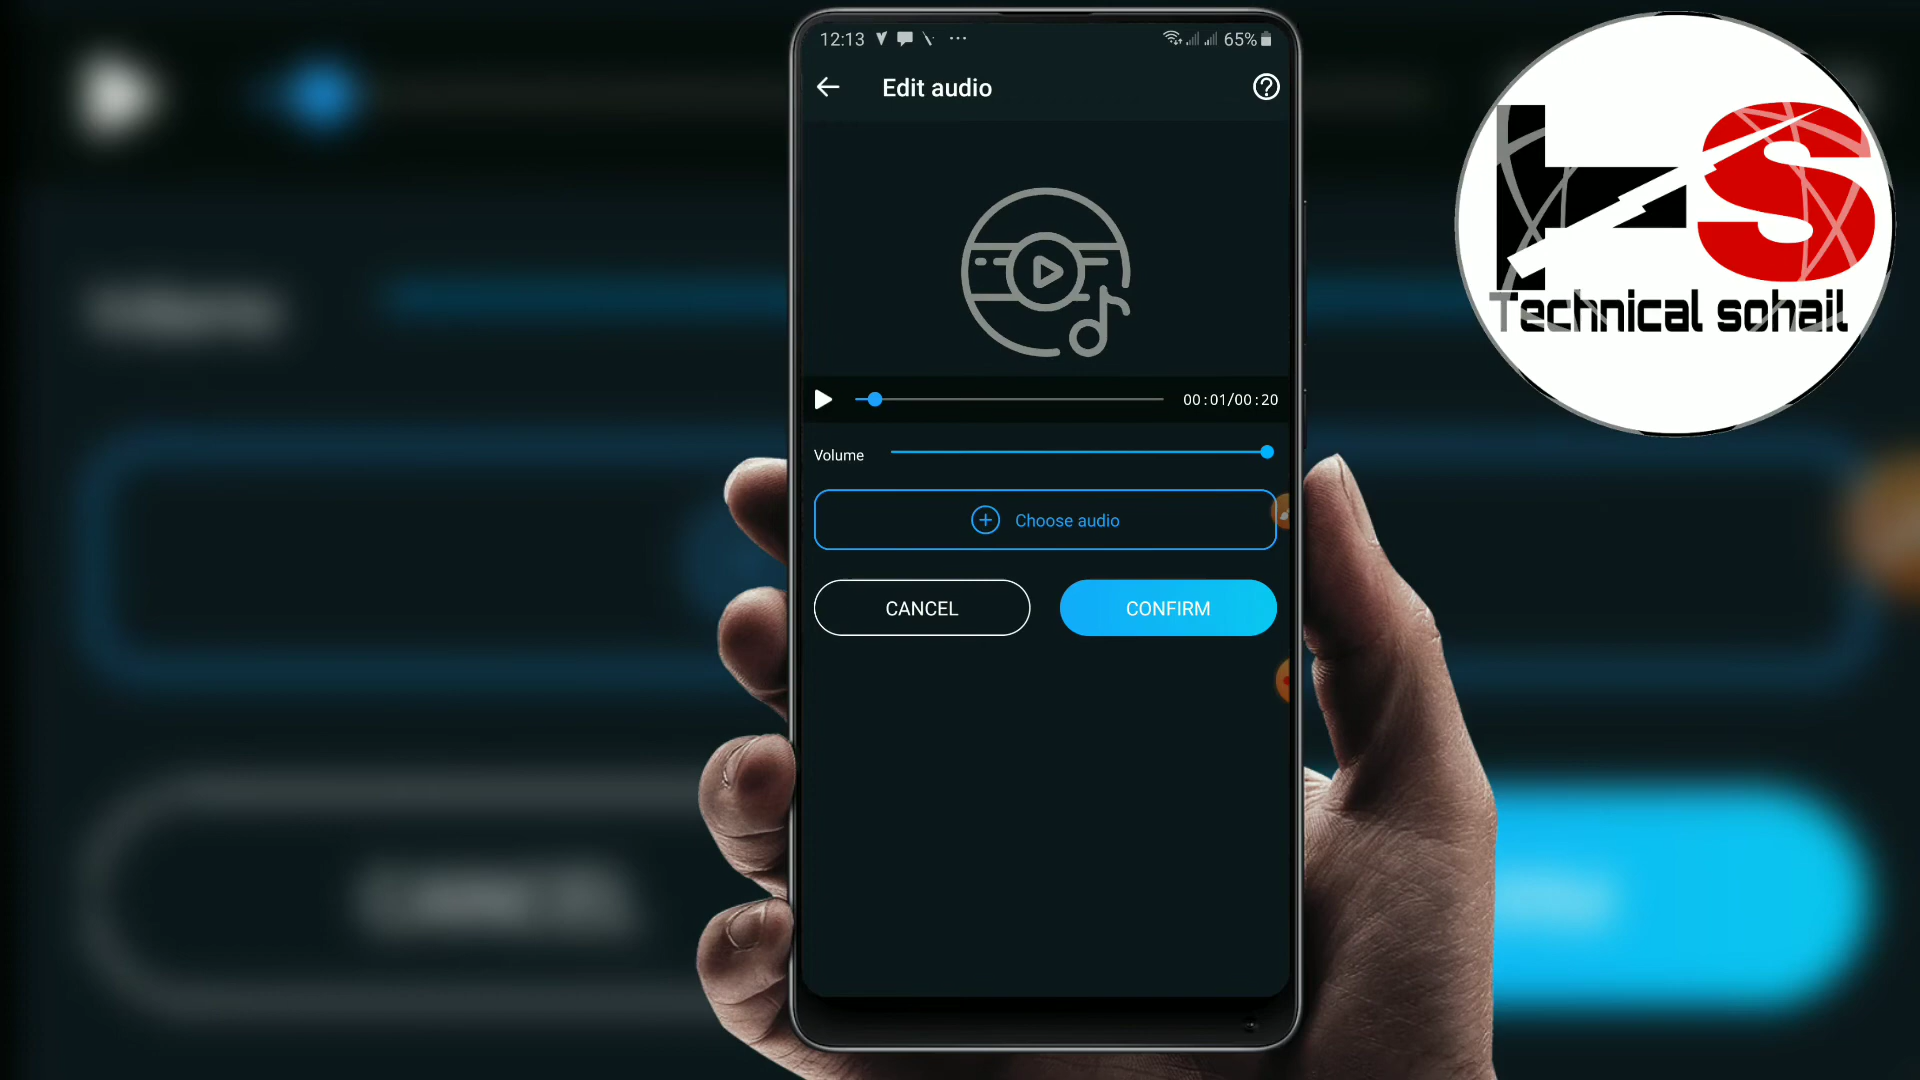 12:13
65%
Edit audio
00:01/00:20
Volume
Choose audio
CANCEL
CONFIRM
Technical sohail